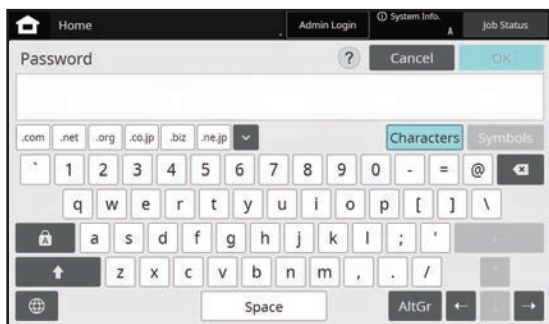 Home Admin Login System Info. Job Status
A
Password ? Cancel OK
.com .net .org .co.jp .biz .ne.jp Characters Symbols
` 1 2 3 4 5 6 7 8 9 0 - = @
q w e r t y u i o p [ ] \
A a s d f g h j k l ; '
z x c v b n m , . /
Space AltGr